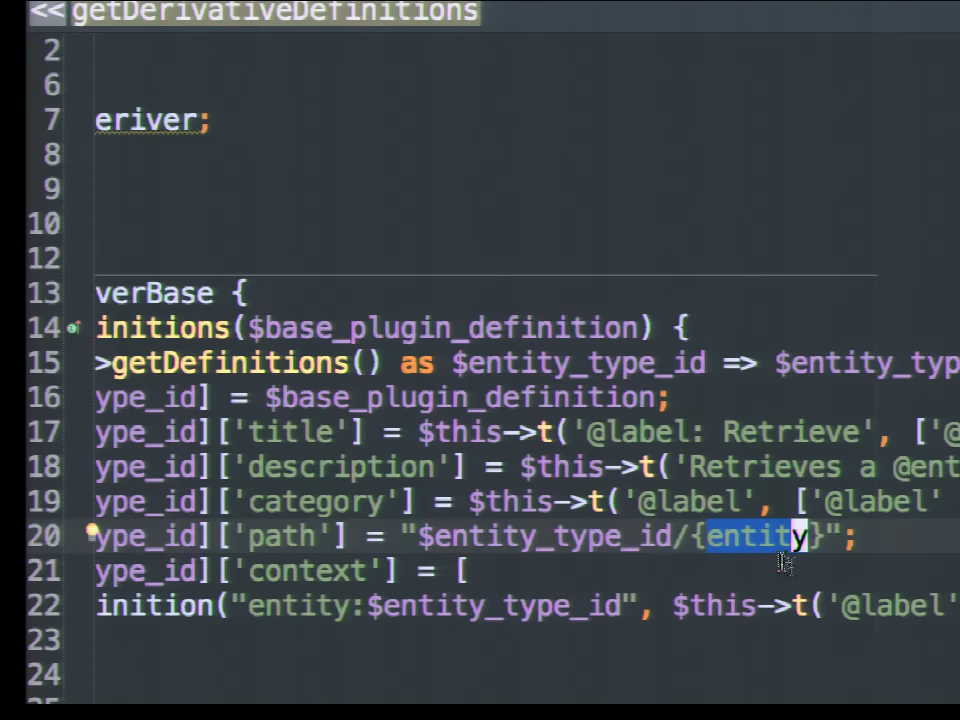 << getDerivativeDefinitions
2
6
7 eriver;
8
9
10
12
13 verBase {
14 initions($base_plugin_definition) {
15 >getDefinitions() as $entity_type_id => $entity_typ
16 ype_id] = $base_plugin_definition;
17 ype_id]['title'] = $this->t('@label: Retrieve', ['@
18 ype_id]['description'] = $this->t('Retrieves a @ent
19 ype_id]['category'] = $this->t('@label', ['@label'
20 ype_id]['path'] = "$entity_type_id/{entity}";
21 ype_id]['context'] = [
22 inition("entity:$entity_type_id", $this->t('@label'
23
24
25